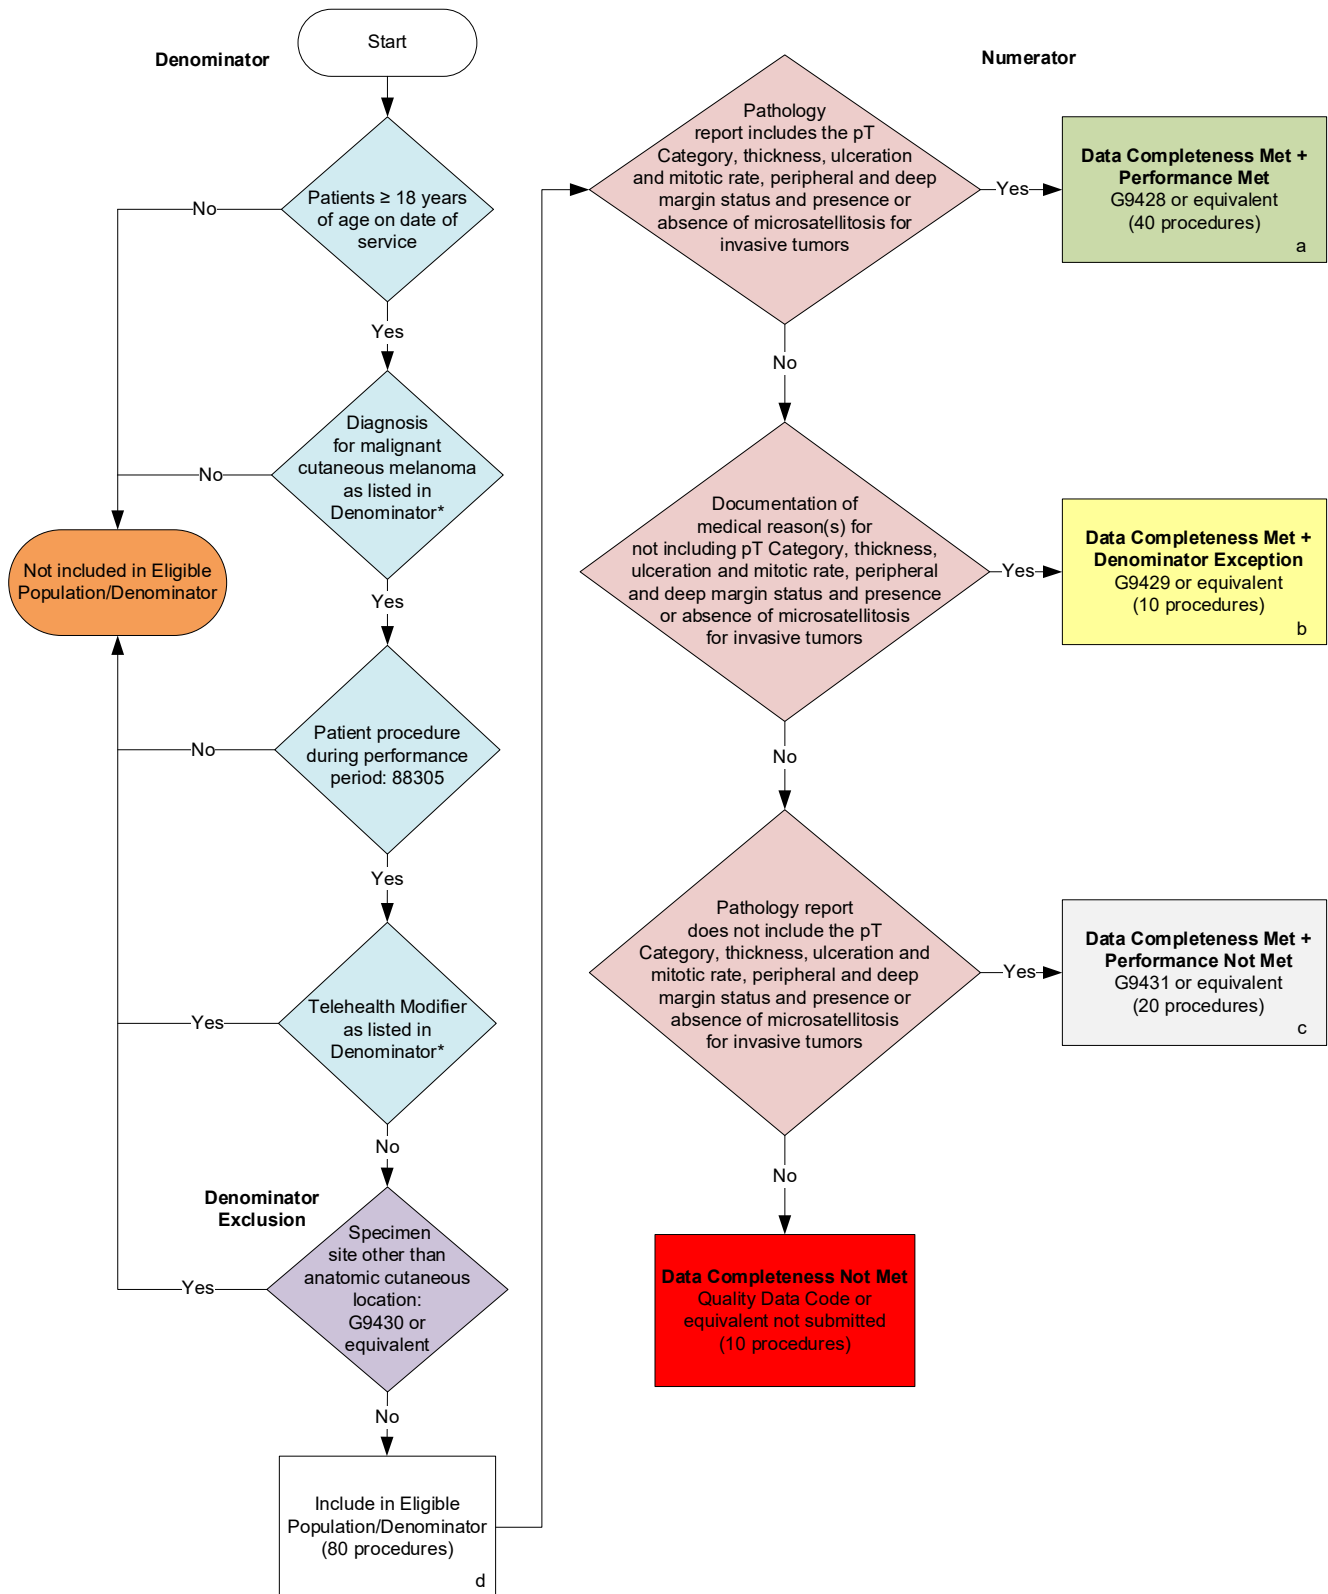 Start
Denominator
Patients ≥ 18 years
of age on date of
service
No
Yes
Diagnosis
for malignant
cutaneous melanoma
as listed in
Denominator*
No
Not included in Eligible
Population/Denominator
Yes
Patient procedure
during performance
period: 88305
No
Yes
Telehealth Modifier
as listed in
Denominator*
Yes
No
Denominator
Exclusion
Specimen
site other than
anatomic cutaneous
location:
G9430 or
equivalent
Yes
No
Include in Eligible
Population/Denominator
(80 procedures)
d
Numerator
Pathology
report includes the pT
Category, thickness, ulceration
and mitotic rate, peripheral and deep
margin status and presence or
absence of microsatellitosis for
invasive tumors
Yes
Data Completeness Met +
Performance Met
G9428 or equivalent
(40 procedures)
a
No
Documentation of
medical reason(s) for
not including pT Category, thickness,
ulceration and mitotic rate, peripheral
and deep margin status and presence
or absence of microsatellitosis
for invasive tumors
Yes
Data Completeness Met +
Denominator Exception
G9429 or equivalent
(10 procedures)
b
No
Pathology report
does not include the pT
Category, thickness, ulceration and
mitotic rate, peripheral and deep
margin status and presence or
absence of microsatellitosis
for invasive tumors
Yes
Data Completeness Met +
Performance Not Met
G9431 or equivalent
(20 procedures)
c
No
Data Completeness Not Met
Quality Data Code or
equivalent not submitted
(10 procedures)